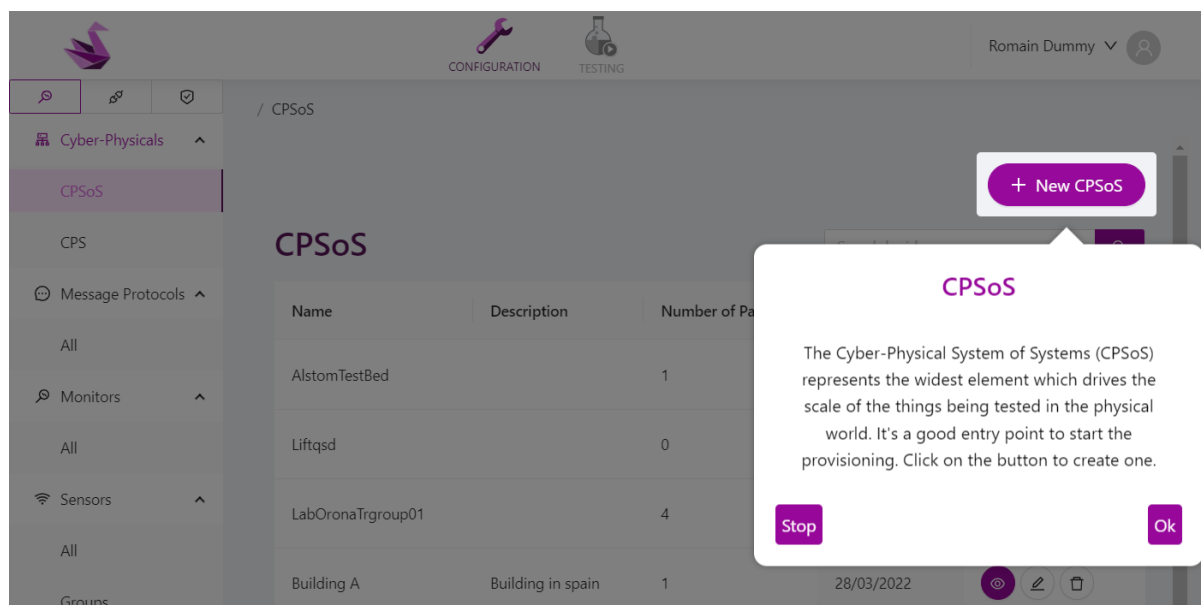 CONFIGURATION
TESTING
Romain Dummy
/ CPSoS
Cyber-Physicals
CPSoS
CPS
Message Protocols
All
Monitors
All
Sensors
All
Groups
+ New CPSoS
CPSoS
Name Description Number of Pa
AlstomTestBed 1
Liftqsd 0
LabOronaTrgroup01 4
Building A Building in spain 1 28/03/2022
CPSoS
The Cyber-Physical System of Systems (CPSoS)
represents the widest element which drives the
scale of the things being tested in the physical
world. It's a good entry point to start the
provisioning. Click on the button to create one.
Stop Ok